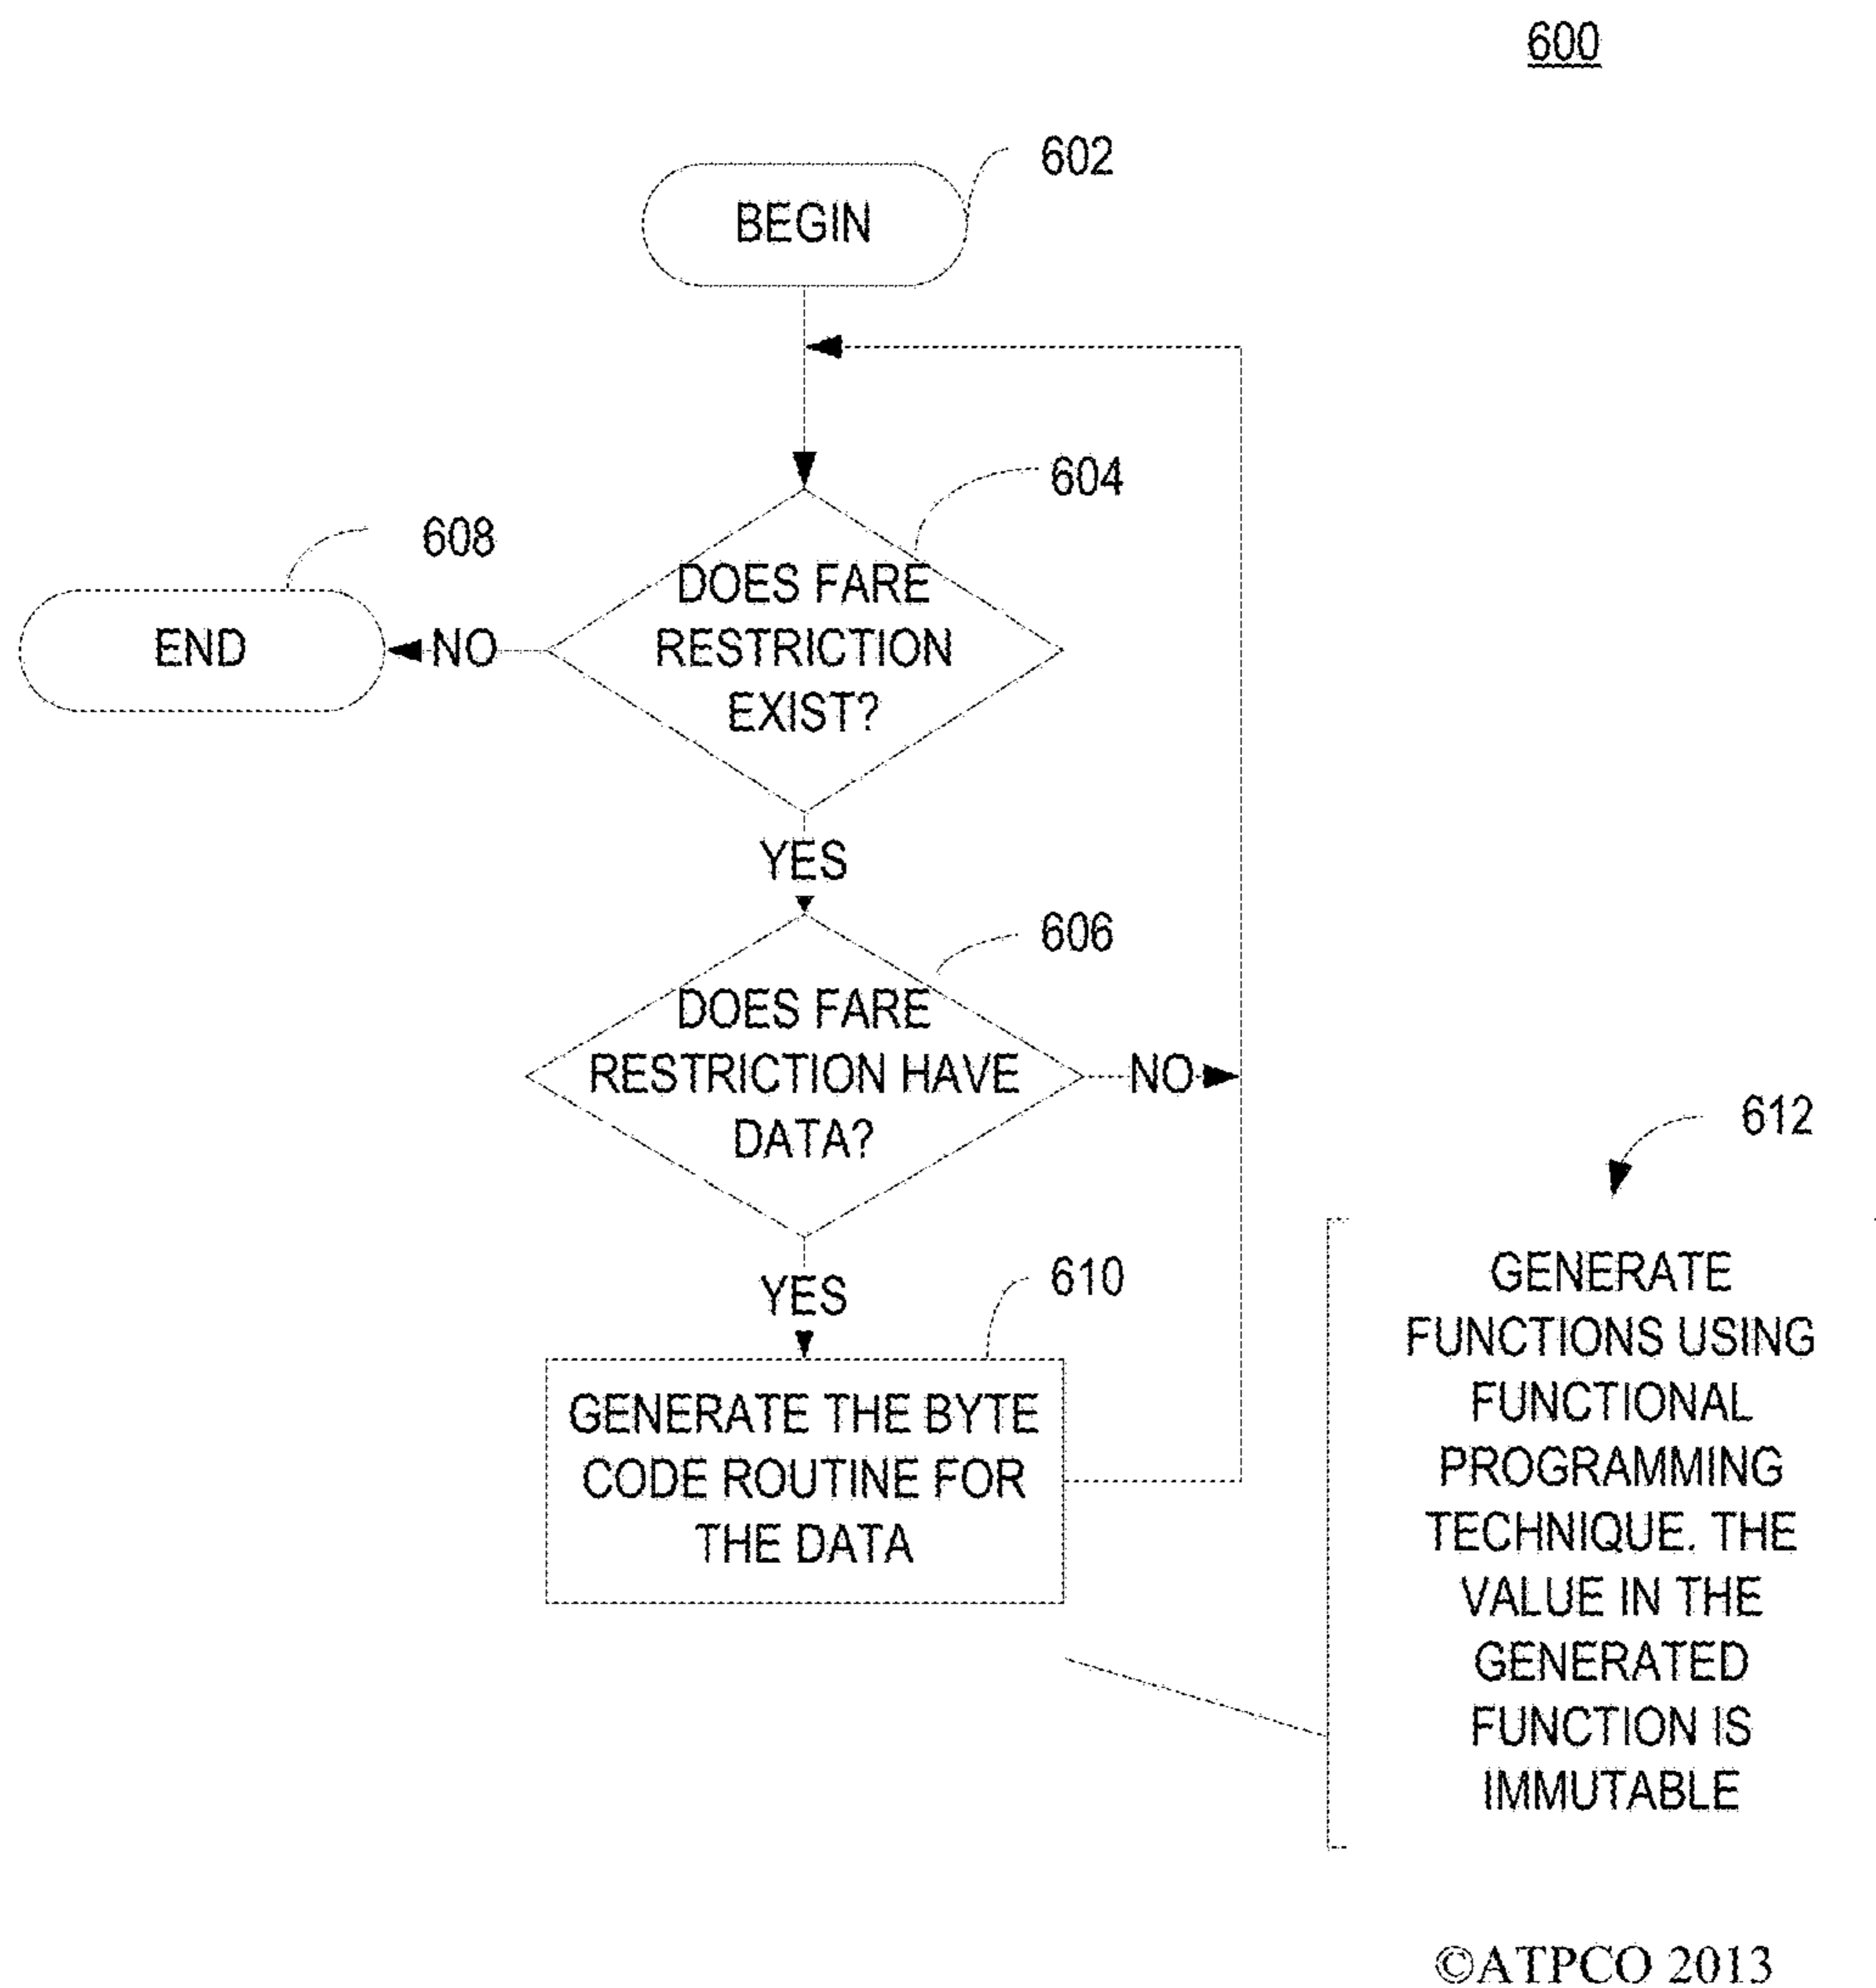 600
602
BEGIN
604
608
DOES FARE
RESTRICTION
EXIST?
END
NO
YES
606
DOES FARE
RESTRICTION HAVE
DATA?
NO
612
YES
610
GENERATE THE BYTE
CODE ROUTINE FOR
THE DATA
GENERATE
FUNCTIONS USING
FUNCTIONAL
PROGRAMMING
TECHNIQUE. THE
VALUE IN THE
GENERATED
FUNCTION IS
IMMUTABLE
©ATPCO 2013